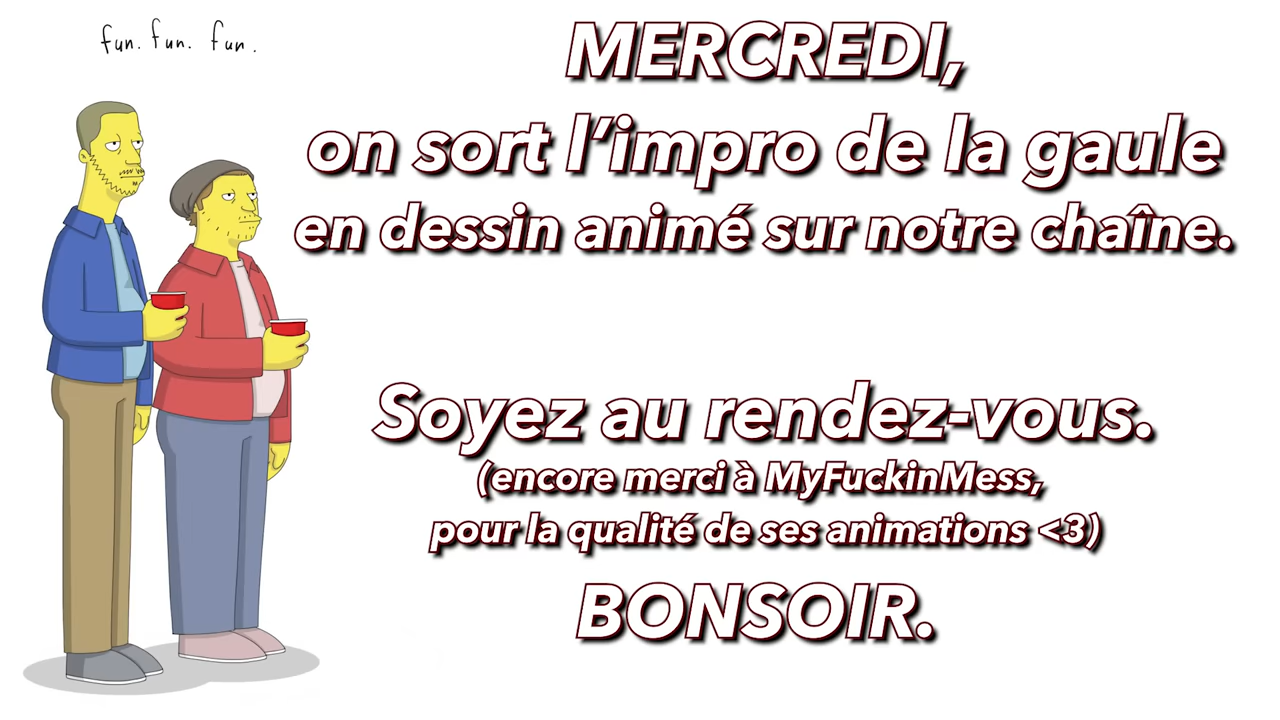 fun. fun. fun.
MERCREDI,
on sort l’impro de la gaule
en dessin animé sur notre chaîne.
Soyez au rendez-vous.
(encore merci à MyFuckinMess,
pour la qualité de ses animations <3)
BONSOIR.